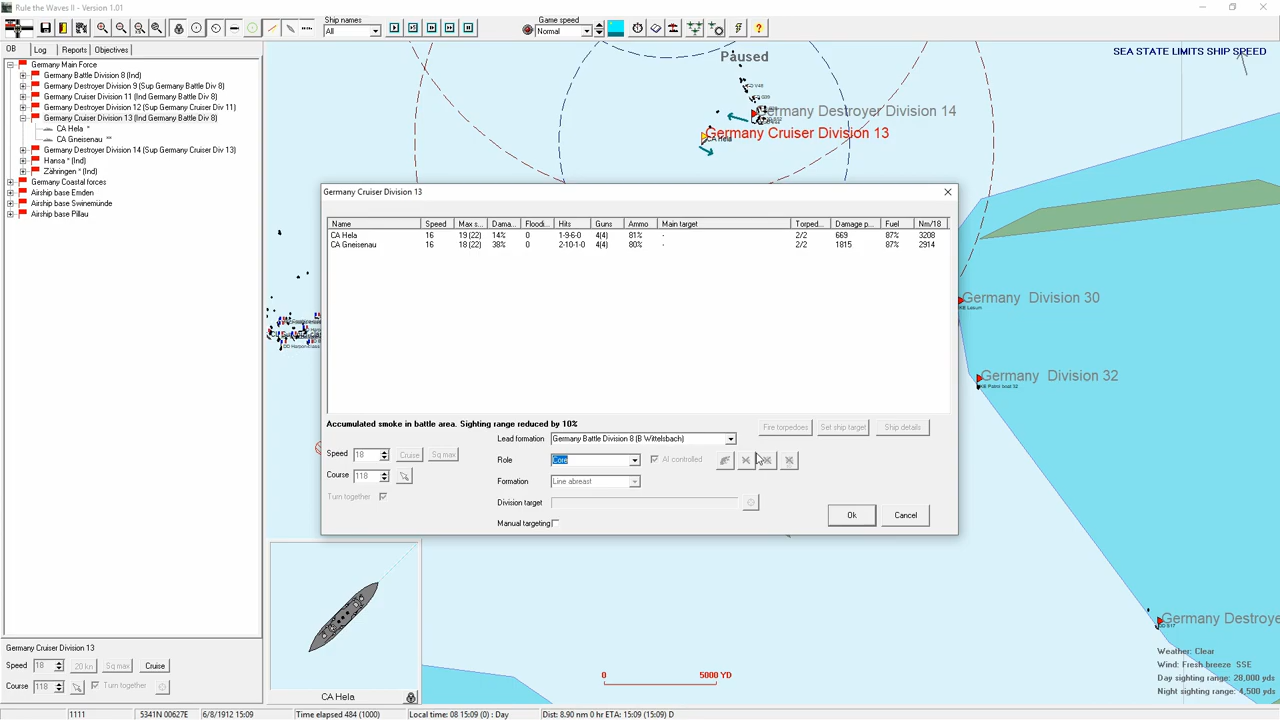 Rule the Waves II - Version 1.01
Ship names
All
Game speed
Normal
OB Log Reports Objectives
Germany Main Force
Germany Battle Division 8 (Ind)
Germany Destroyer Division 9 (Sup Germany Battle Div 8)
Germany Cruiser Division 11 (Ind Germany Battle Div 8)
Germany Destroyer Division 12 (Sup Germany Cruiser Div 11)
Germany Cruiser Division 13 (Ind Germany Battle Div 8)
CA Hela *
CA Gneisenau **
Germany Destroyer Division 14 (Sup Germany Cruiser Div 13)
Hansa * (Ind)
Zähringen * (Ind)
Germany Coastal forces
Airship base Emden
Airship base Swinemünde
Airship base Pillau
Paused
SEA STATE LIMITS SHIP SPEED
Germany Destroyer Division 14
Germany Cruiser Division 13
CA Hela
Germany Cruiser Division 13
Name Speed Max s... Dama... Floodi... Hits Guns Ammo Main target Torped... Damage p... Fuel Nm/18
CA Hela 16 19 (22) 14% 0 1-9-6-0 4(4) 81% - 2/2 669 87% 3208
CA Gneisenau 16 18 (22) 38% 0 2-10-1-0 4(4) 80% - 2/2 1815 87% 2914
Accumulated smoke in battle area. Sighting range reduced by 10%
Fire torpedoes Set ship target Ship details
Lead formation Germany Battle Division 8 (B Wittelsbach)
Speed 18 Cruise Sq max
Role Core AI controlled
Course 118
Formation Line abreast
Turn together
Division target
Manual targeting
Ok Cancel
Germany Division 30
Germany Division 32
Germany Destroye
CA Hela
Germany Cruiser Division 13
Speed 18 20 kn Sq max Cruise
Course 118 Turn together
0 5000 YD
Weather: Clear
Wind: Fresh breeze SSE
Day sighting range: 28,000 yds
Night sighting range: 4,500 yds
1111 5341N 00627E 6/8/1912 15:09 Time elapsed 484 (1000) Local time: 08 15:09 (0) : Day Dist: 8.90 nm 0 hr ETA: 15:09 (15:09) D